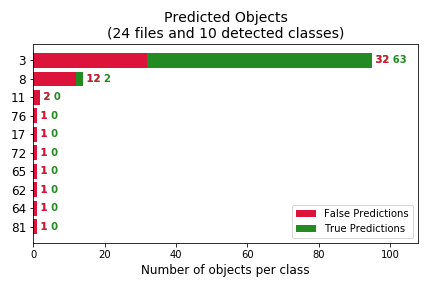 Predicted Objects
(24 files and 10 detected classes)
3 32 63
8 12 2
11 2 0
76 1 0
17 1 0
72 1 0
65 1 0
62 1 0
64 1 0
81 1 0
False Predictions
True Predictions
0 20 40 60 80 100
Number of objects per class